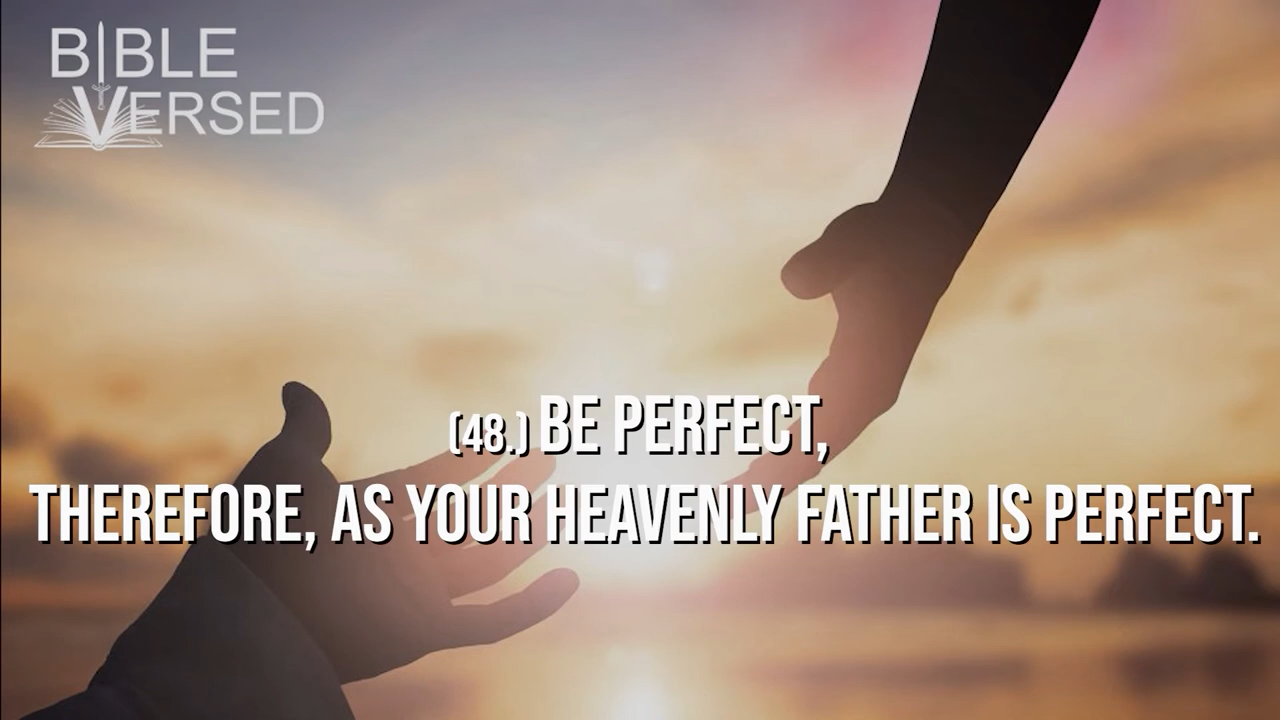 BIBLE
VERSED
(48.) BE PERFECT,
THEREFORE, AS YOUR HEAVENLY FATHER IS PERFECT.